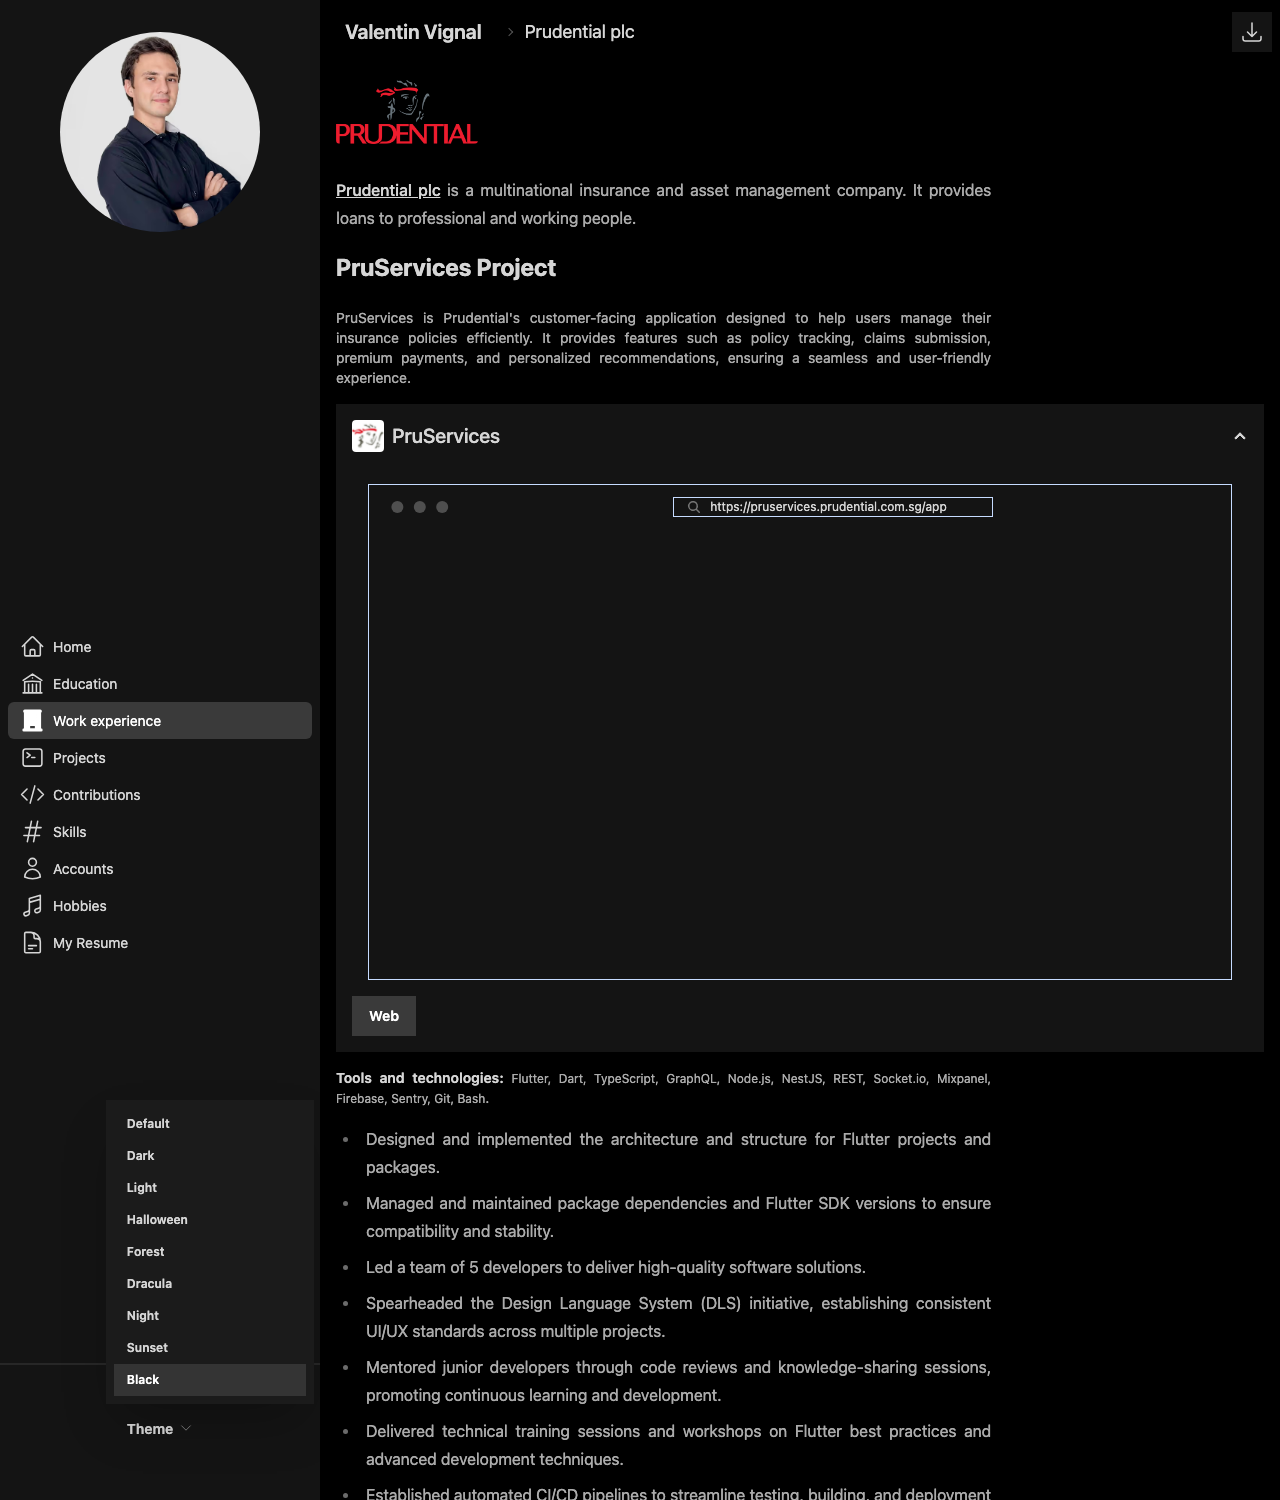 Valentin Vignal
Prudential plc
PRUDENTIAL
Prudential plc is a multinational insurance and asset management company. It provides
loans to professional and working people.
PruServices Project
PruServices is Prudential's customer-facing application designed to help users manage their
insurance policies efficiently. It provides features such as policy tracking, claims submission,
premium payments, and personalized recommendations, ensuring a seamless and user-friendly
experience.
PruServices
https://pruservices.prudential.com.sg/app
Web
Tools and technologies: Flutter, Dart, TypeScript, GraphQL, Node.js, NestJS, REST, Socket.io, Mixpanel,
Firebase, Sentry, Git, Bash.
Designed and implemented the architecture and structure for Flutter projects and
packages.
Managed and maintained package dependencies and Flutter SDK versions to ensure
compatibility and stability.
Led a team of 5 developers to deliver high-quality software solutions.
Spearheaded the Design Language System (DLS) initiative, establishing consistent
UI/UX standards across multiple projects.
Mentored junior developers through code reviews and knowledge-sharing sessions,
promoting continuous learning and development.
Delivered technical training sessions and workshops on Flutter best practices and
advanced development techniques.
Established automated CI/CD pipelines to streamline testing, building, and deployment
Home
Education
Work experience
Projects
Contributions
Skills
Accounts
Hobbies
My Resume
Default
Dark
Light
Halloween
Forest
Dracula
Night
Sunset
Black
Theme